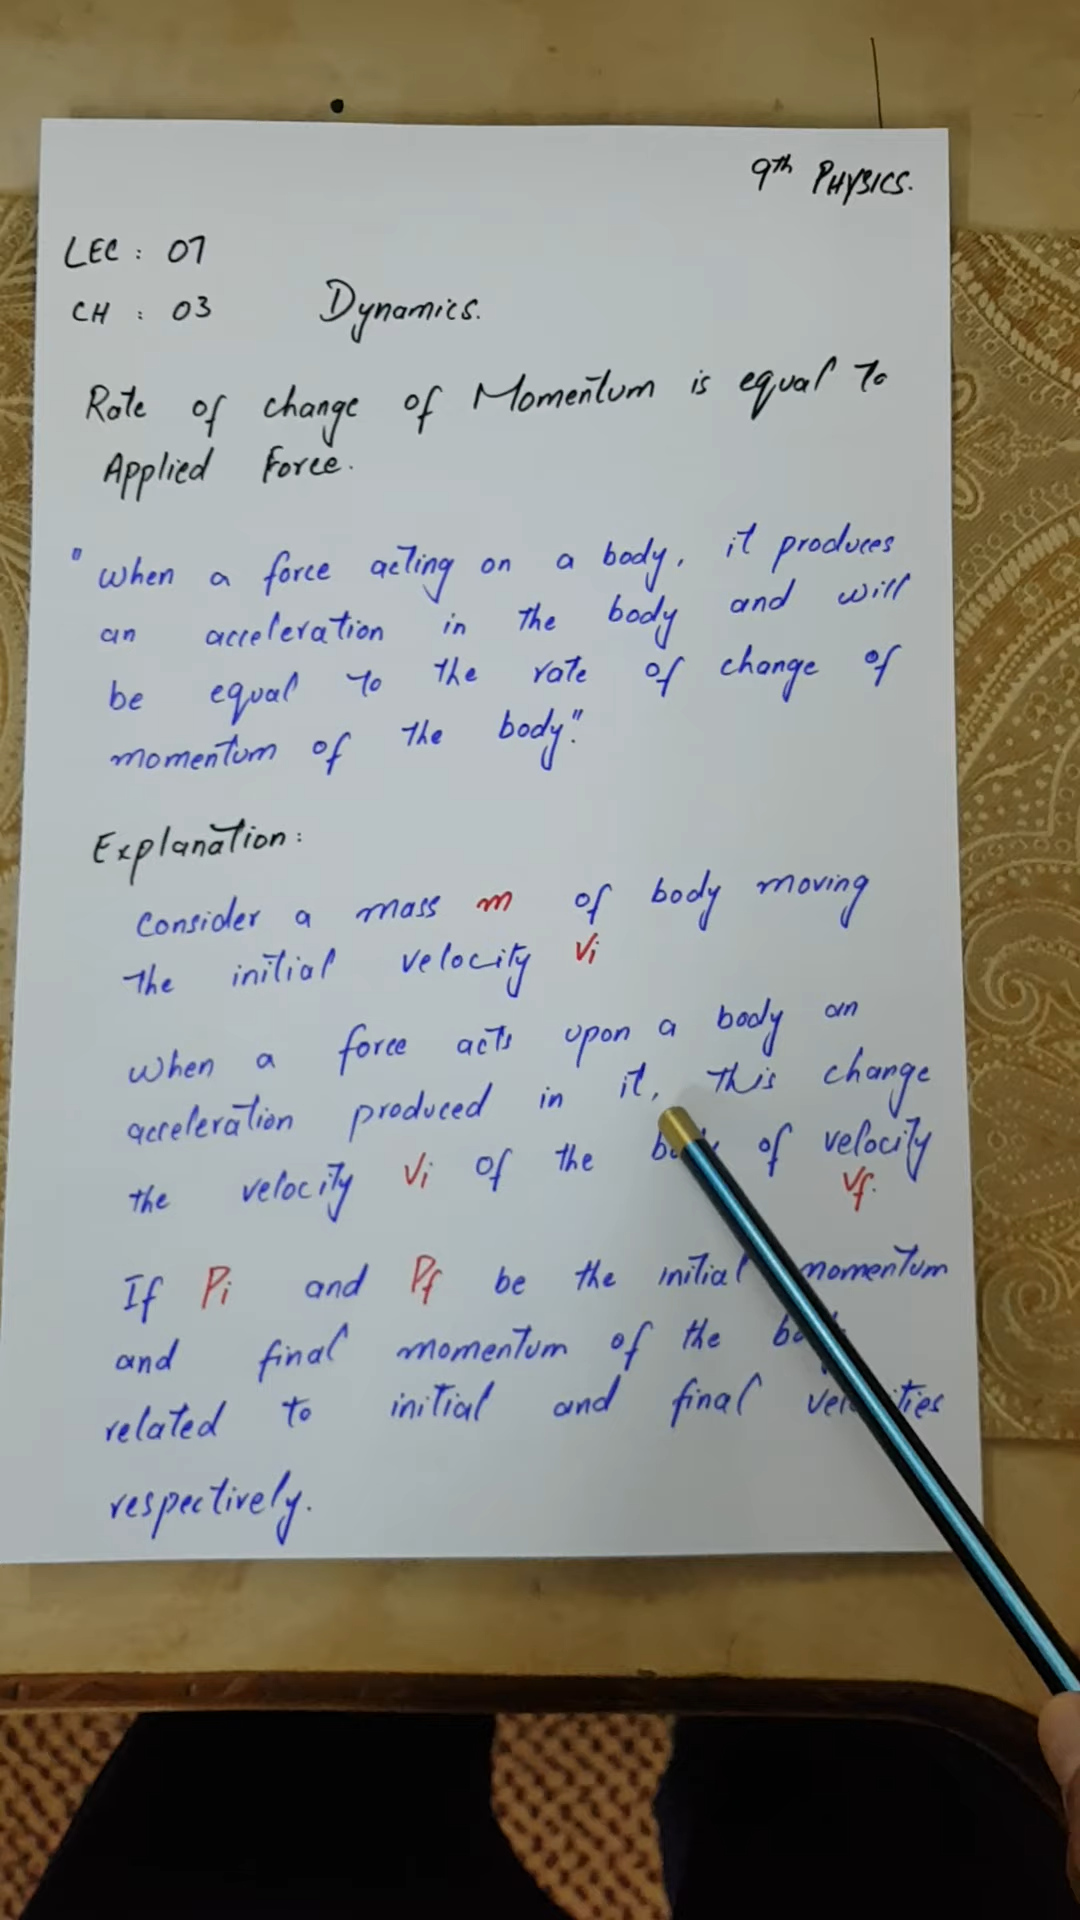 9th PHYSICS.
LEC : 07
CH : 03 Dynamics.
Rate of change of Momentum is equal to
Applied Force.
"when a force acting on a body, it produces
an acceleration in the body and will
be equal to the rate of change of
momentum of the body."
Explanation:
Consider a mass m of body moving
the initial velocity Vi
when a force acts upon a body an
acceleration produced in it, This change
the velocity Vi of the body of velocity
Vf.
If Pi and Pf be the initial momentum
and final momentum of the body
related to initial and final velocities
respectively.